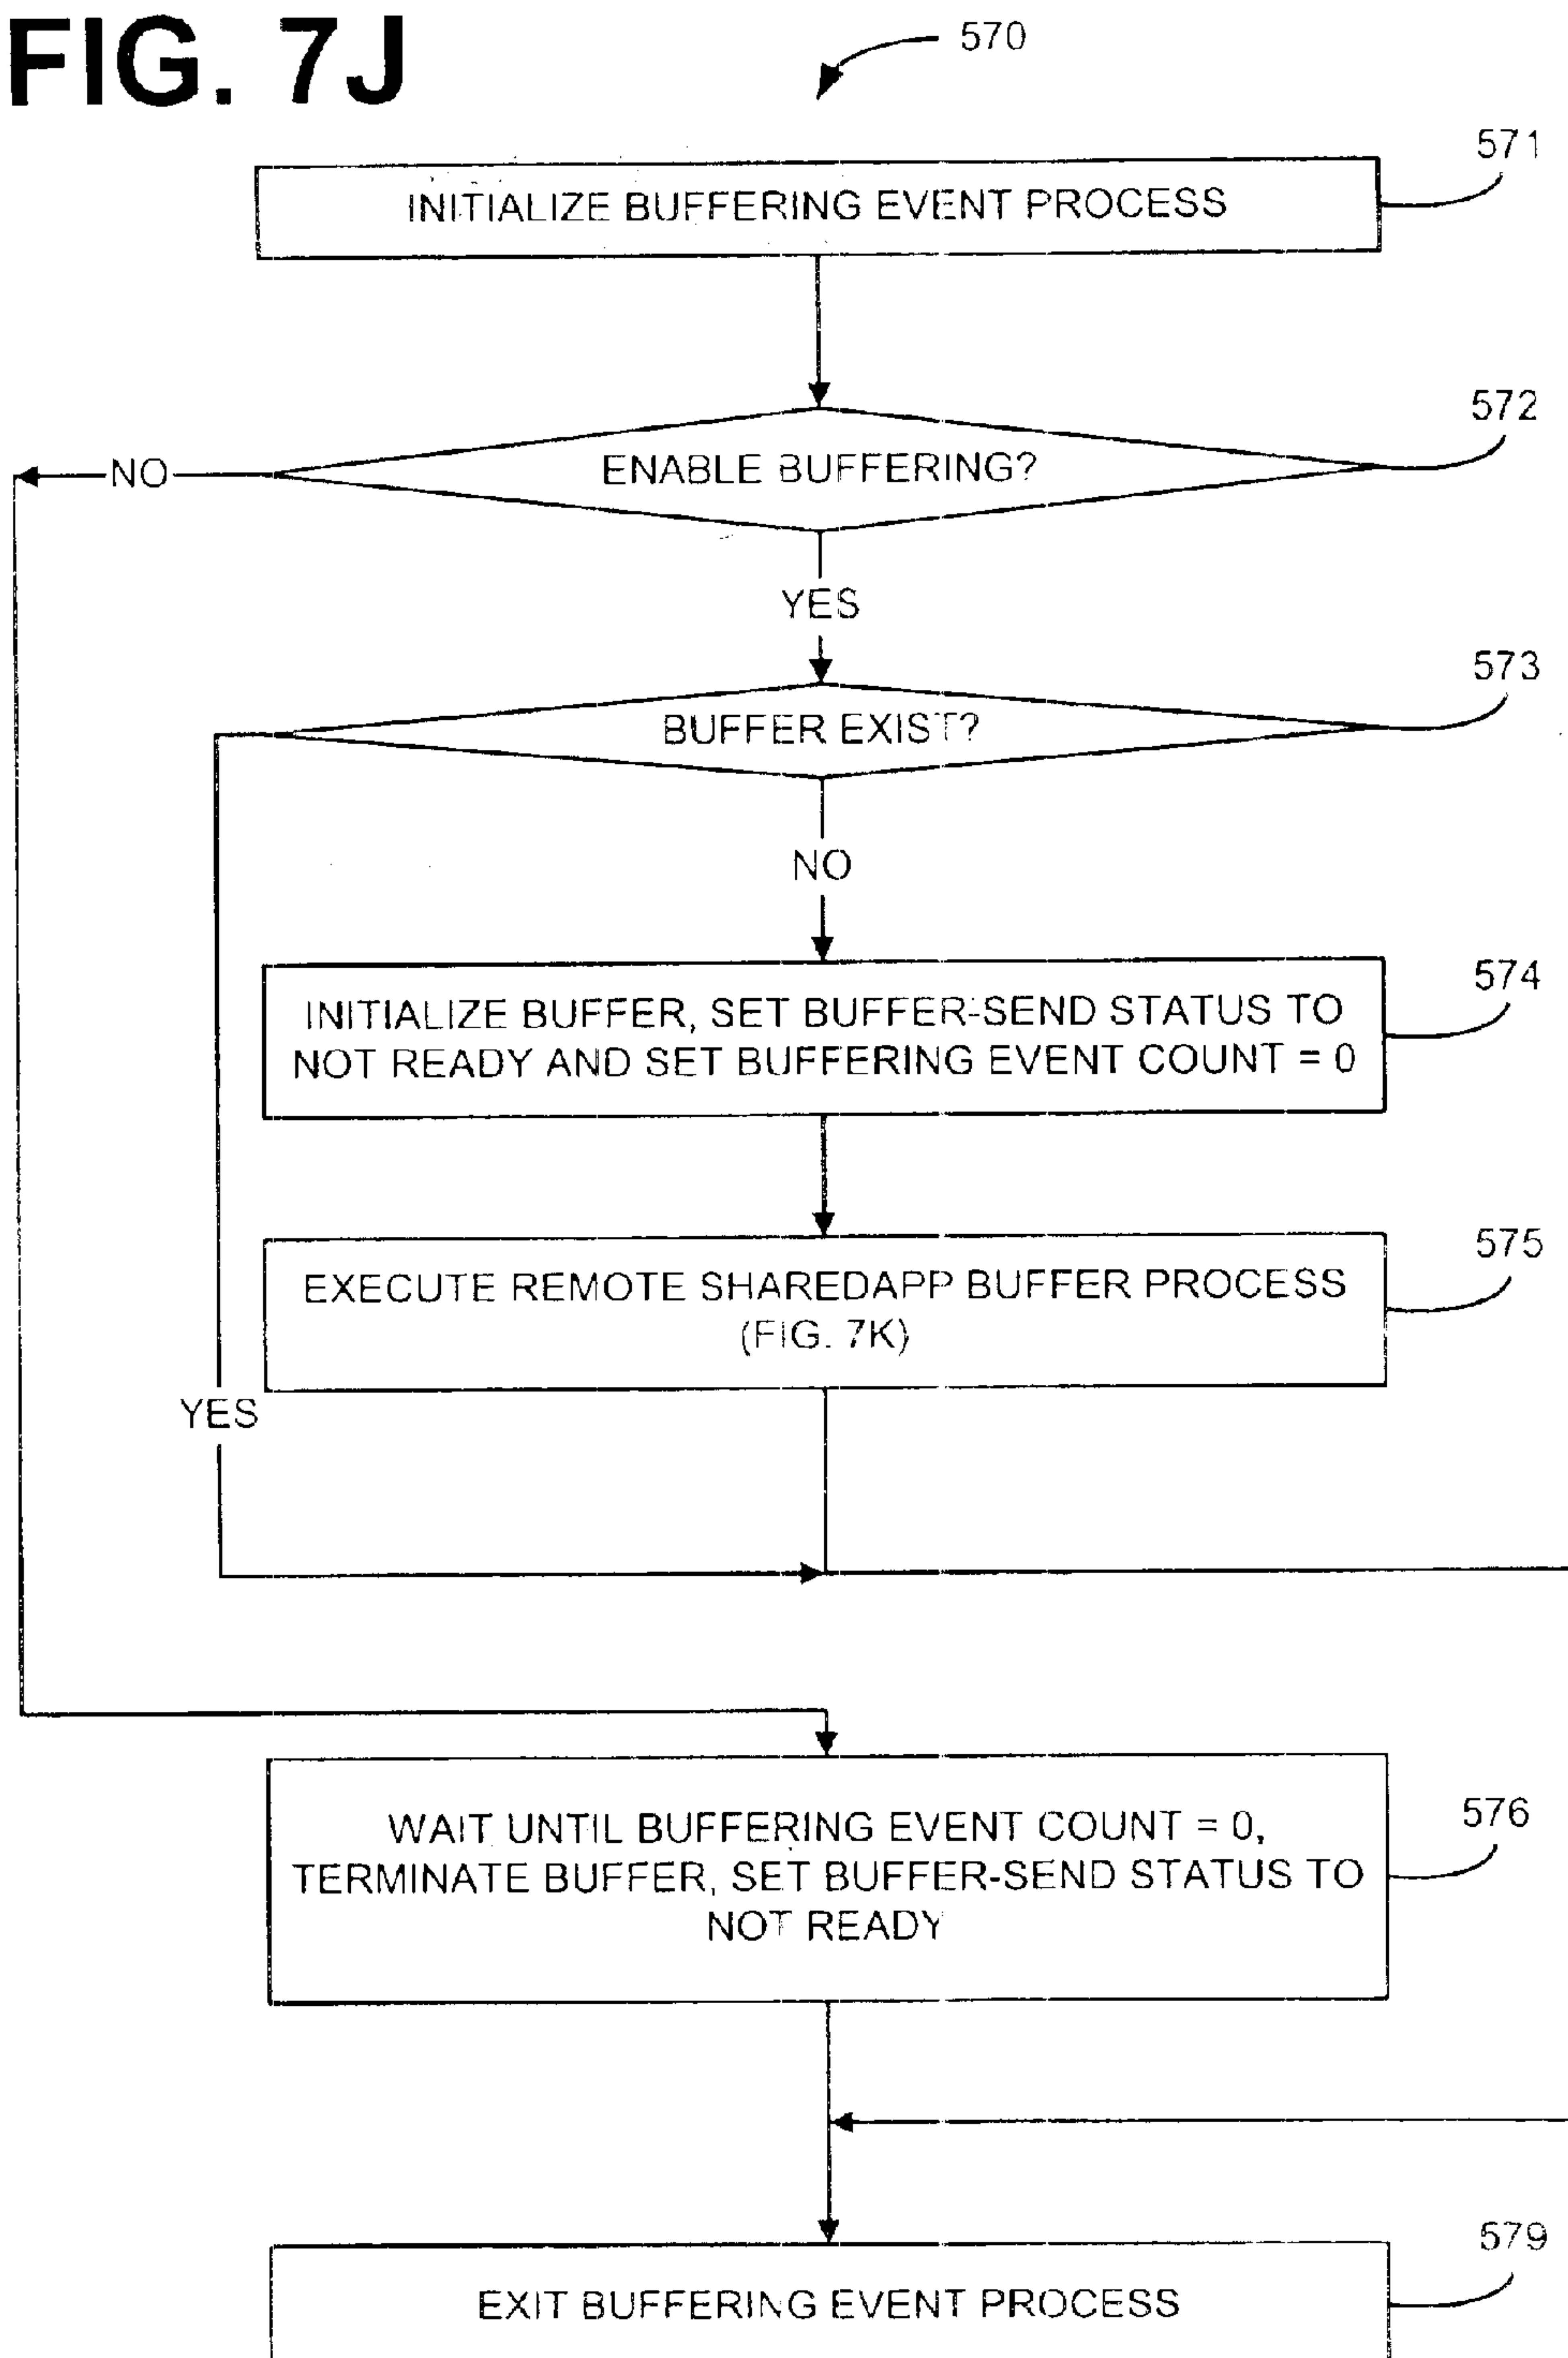 FIG. 7J
570
571
INITIALIZE BUFFERING EVENT PROCESS
572
NO
ENABLE BUFFERING?
YES
573
BUFFER EXIST?
NO
574
INITIALIZE BUFFER, SET BUFFER-SEND STATUS TO
NOT READY AND SET BUFFERING EVENT COUNT = 0
575
EXECUTE REMOTE SHAREDAPP BUFFER PROCESS
(FIG. 7K)
YES
576
WAIT UNTIL BUFFERING EVENT COUNT = 0,
TERMINATE BUFFER, SET BUFFER-SEND STATUS TO
NOT READY
579
EXIT BUFFERING EVENT PROCESS